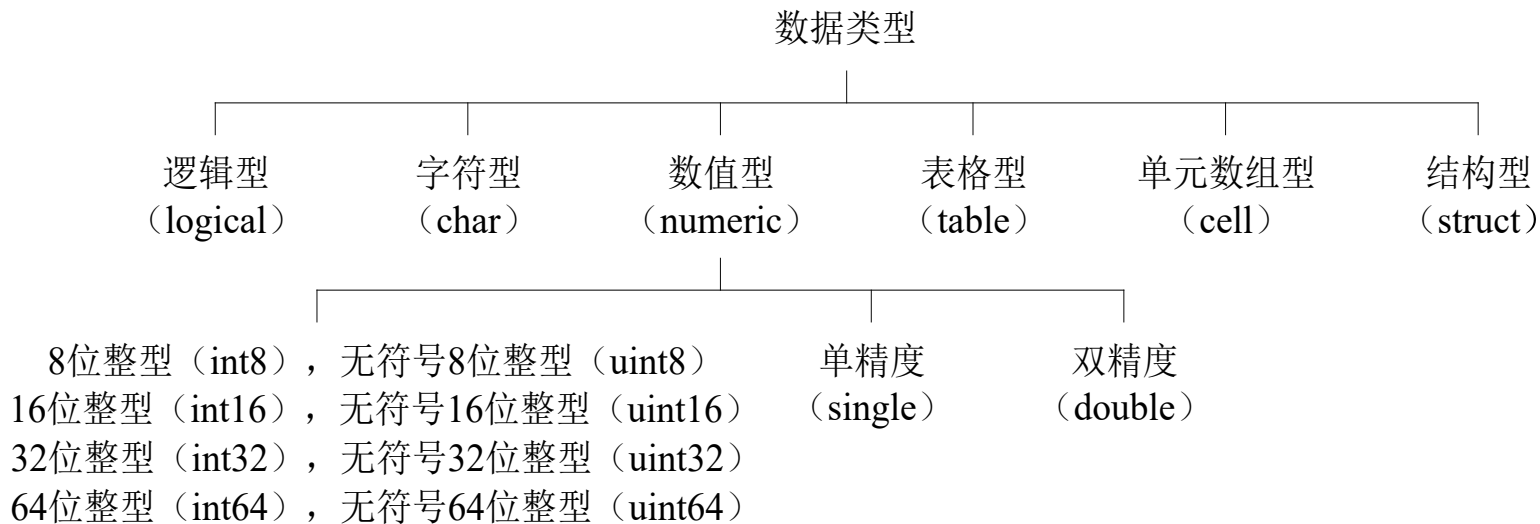 数据类型
逻辑型 字符型 数值型 表格型 单元数组型 结构型
（logical） （char） （numeric） （table） （cell） （struct）
8位整型（int8），无符号8位整型（uint8） 单精度 双精度
16位整型（int16），无符号16位整型（uint16） （single） （double）
32位整型（int32），无符号32位整型（uint32）
64位整型（int64），无符号64位整型（uint64）